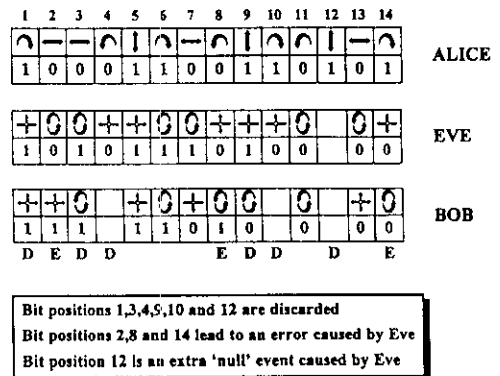 1 2 3 4 5 6 7 8 9 10 11 12 13 14
1 0 0 0 1 1 0 0 1 1 0 1 0 1
ALICE
1 0 1 0 1 1 1 0 1 0 0 0 0
EVE
1 1 1 1 1 0 1 0 0 0 0
BOB
D E D D E D D D E
Bit positions 1,3,4,9,10 and 12 are discarded
Bit positions 2,8 and 14 lead to an error caused by Eve
Bit position 12 is an extra 'null' event caused by Eve